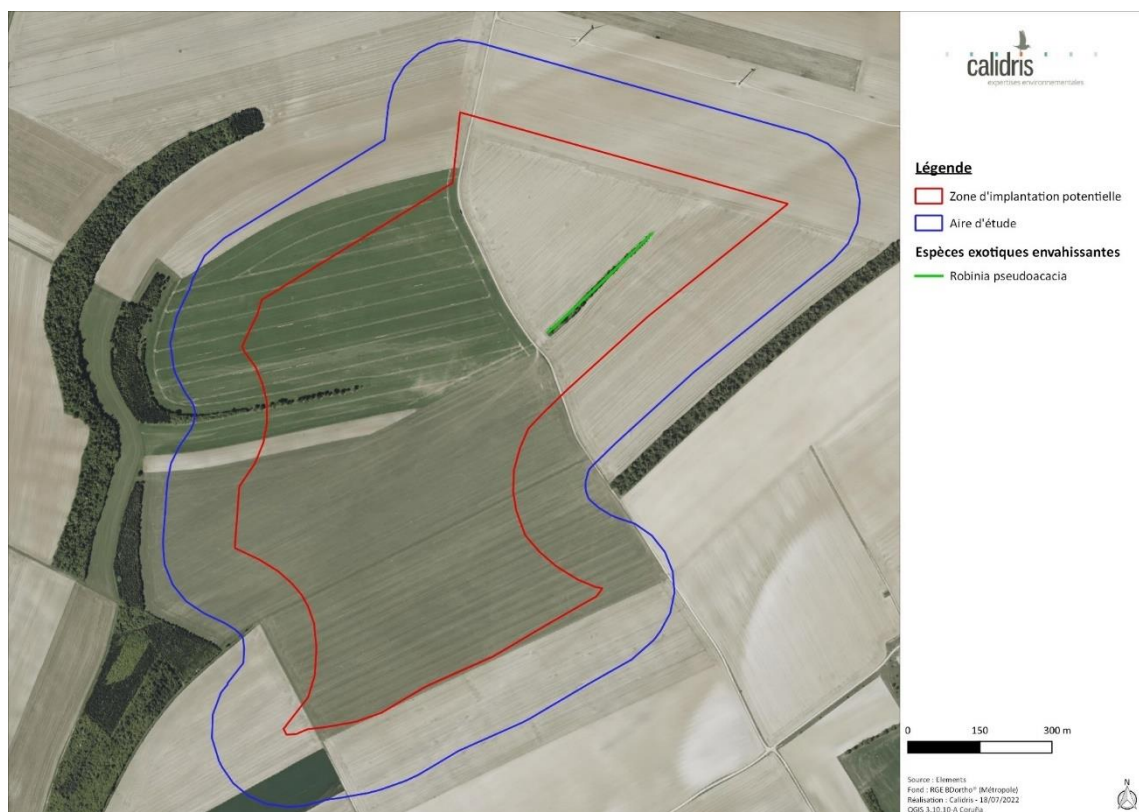 calidris
expertises environnementales
Légende
Zone d'implantation potentielle
Aire d'étude
Espèces exotiques envahissantes
Robinia pseudoacacia
0 150 300 m
Source : Elements
Fond : RGE BDortho® (Métropole)
Réalisation : Calidris - 18/07/2022
QGIS 3.10.10-A Coruña
N